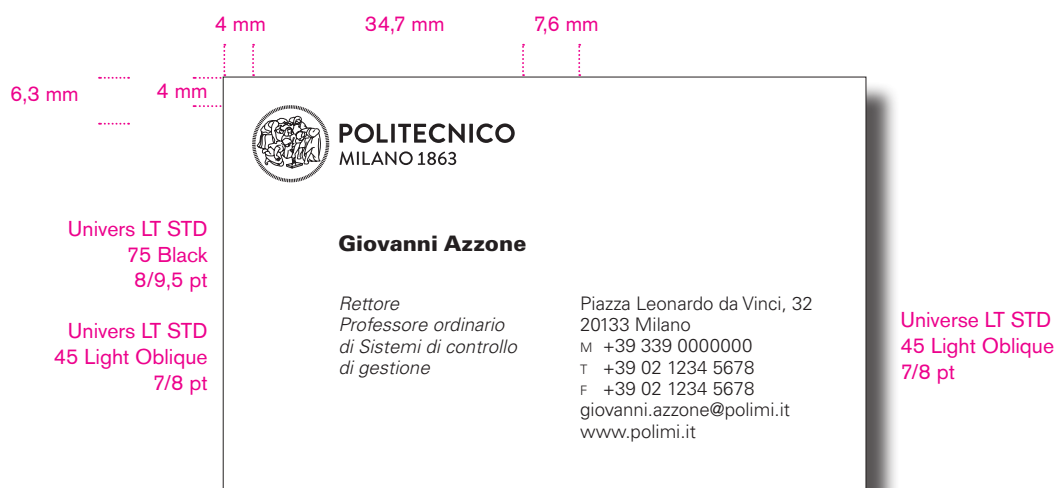 4 mm
34,7 mm
7,6 mm
6,3 mm
4 mm
POLITECNICO
MILANO 1863
Univers LT STD
75 Black
8/9,5 pt
Giovanni Azzone
Univers LT STD
45 Light Oblique
7/8 pt
Rettore
Professore ordinario
di Sistemi di controllo
di gestione
Piazza Leonardo da Vinci, 32
20133 Milano
M +39 339 0000000
T +39 02 1234 5678
F +39 02 1234 5678
giovanni.azzone@polimi.it
www.polimi.it
Universe LT STD
45 Light Oblique
7/8 pt